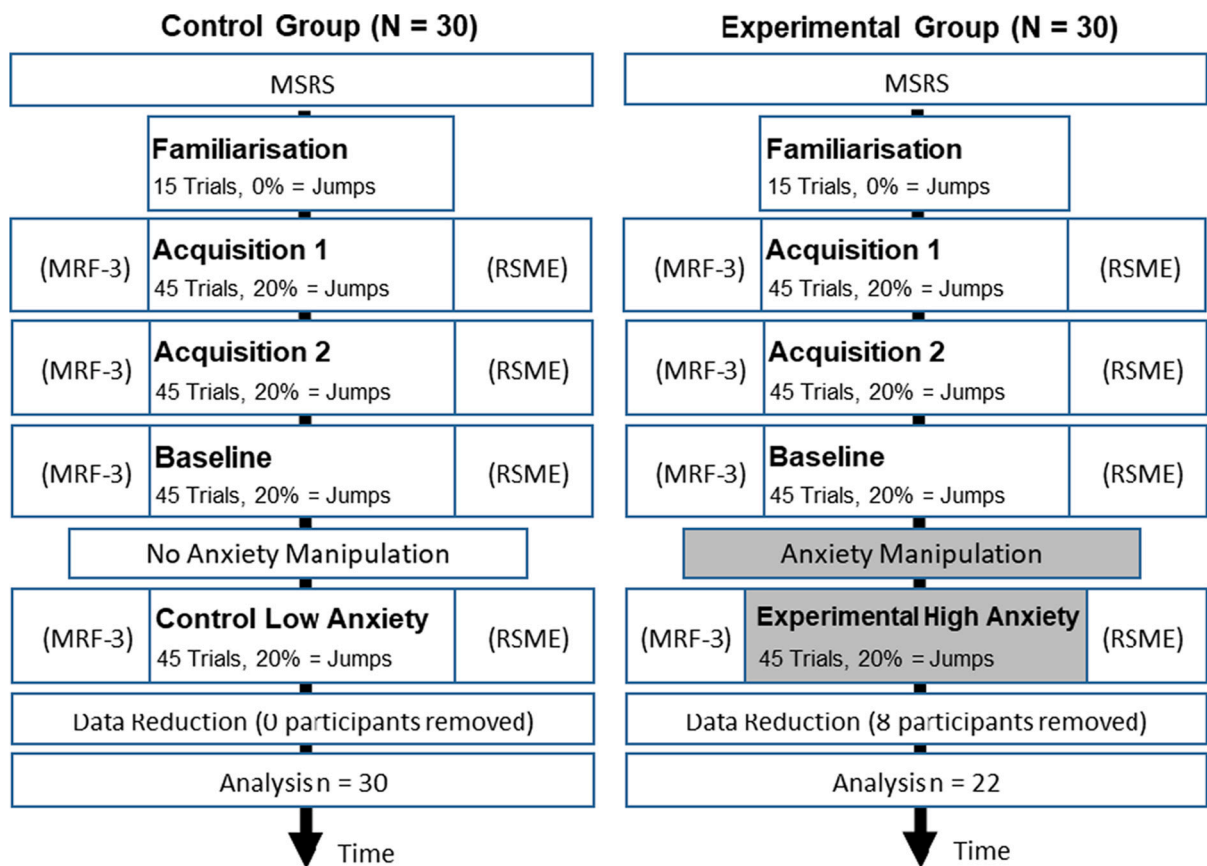 Control Group (N = 30)
MSRS
Familiarisation
15 Trials, 0% = Jumps
(MRF-3)
Acquisition 1
45 Trials, 20% = Jumps
(RSME)
(MRF-3)
Acquisition 2
45 Trials, 20% = Jumps
(RSME)
(MRF-3)
Baseline
45 Trials, 20% = Jumps
(RSME)
No Anxiety Manipulation
(MRF-3)
Control Low Anxiety
45 Trials, 20% = Jumps
(RSME)
Data Reduction (0 participants removed)
Analysis n = 30
Time
Experimental Group (N = 30)
MSRS
Familiarisation
15 Trials, 0% = Jumps
(MRF-3)
Acquisition 1
45 Trials, 20% = Jumps
(RSME)
(MRF-3)
Acquisition 2
45 Trials, 20% = Jumps
(RSME)
(MRF-3)
Baseline
45 Trials, 20% = Jumps
(RSME)
Anxiety Manipulation
(MRF-3)
Experimental High Anxiety
45 Trials, 20% = Jumps
(RSME)
Data Reduction (8 participants removed)
Analysis n = 22
Time